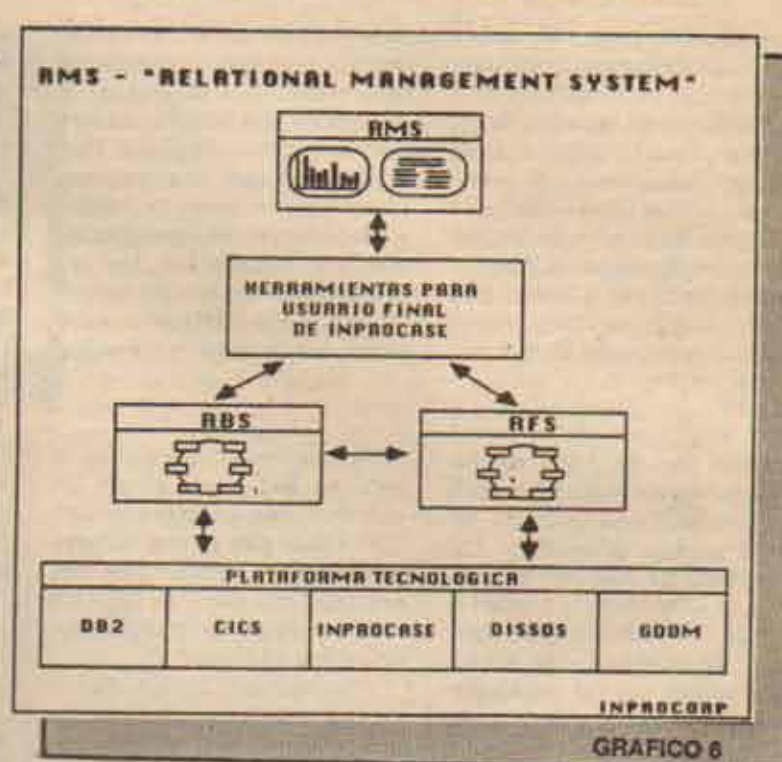 RMS - "RELATIONAL MANAGEMENT SYSTEM"
RMS
HERRAMIENTAS PARA
USUARIO FINAL
DE INPROCASE
RBS
RFS
PLATAFORMA TECNOLOGICA
DB2
CICS
INPROCASE
DISSOS
GDDM
INPROCORP
GRAFICO 6